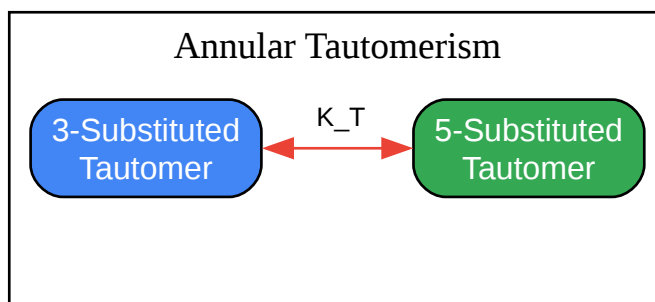 Annular Tautomerism
3-Substituted
Tautomer
K_T
5-Substituted
Tautomer